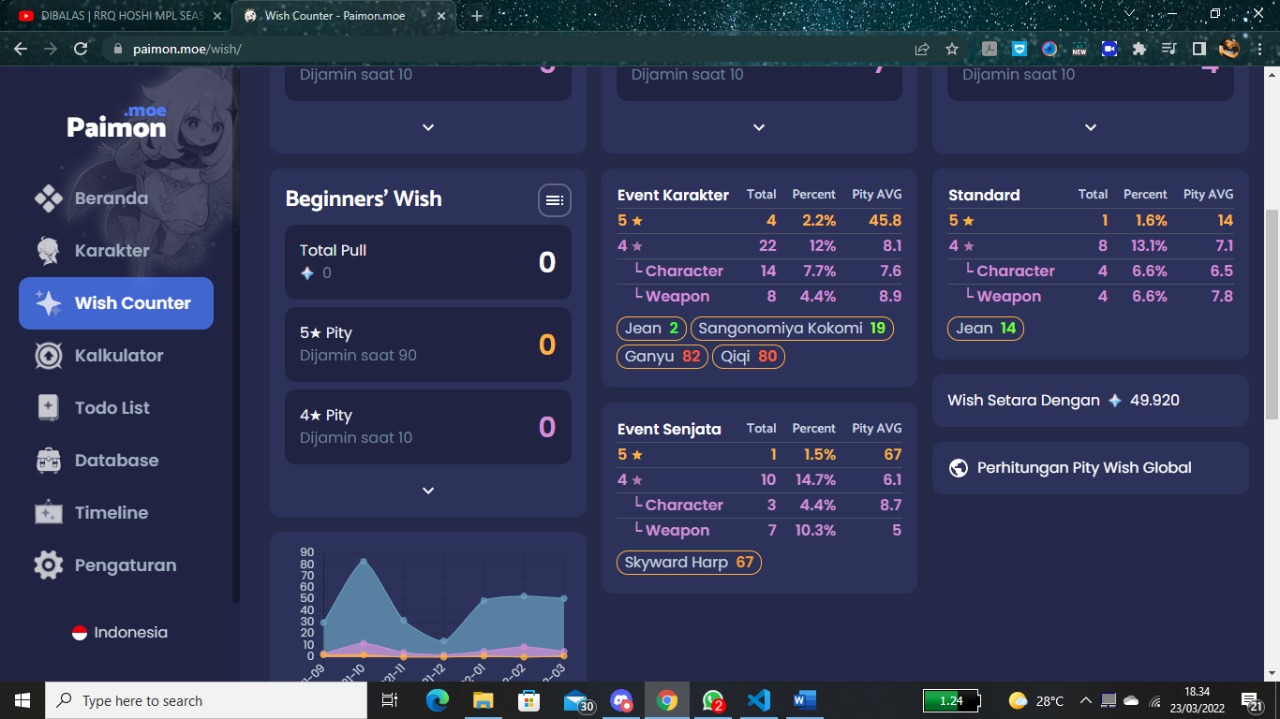 DIBALAS | RRQ HOSHI MPL SEAS
Wish Counter - Paimon.moe
paimon.moe/wish/
Dijamin saat 10
Dijamin saat 10
7
Dijamin saat 10
4
.moe
Paimon
Beranda
Karakter
Wish Counter
Kalkulator
Todo List
Database
Timeline
Pengaturan
Indonesia
Beginners' Wish
Total Pull
0
0
5★ Pity
Dijamin saat 90
0
4★ Pity
Dijamin saat 10
0
90
80
70
60
50
40
30
20
10
0
Event Karakter Total Percent Pity AVG
5 ★ 4 2.2% 45.8
4 ★ 22 12% 8.1
└ Character 14 7.7% 7.6
└ Weapon 8 4.4% 8.9
Jean 2 Sangonomiya Kokomi 19
Ganyu 82 Qiqi 80
Event Senjata Total Percent Pity AVG
5 ★ 1 1.5% 67
4 ★ 10 14.7% 6.1
└ Character 3 4.4% 8.7
└ Weapon 7 10.3% 5
Skyward Harp 67
Standard Total Percent Pity AVG
5 ★ 1 1.6% 14
4 ★ 8 13.1% 7.1
└ Character 4 6.6% 6.5
└ Weapon 4 6.6% 7.8
Jean 14
Wish Setara Dengan 49.920
Perhitungan Pity Wish Global
Type here to search
30
2
1.24
28°C
18.34
23/03/2022
21
NEW